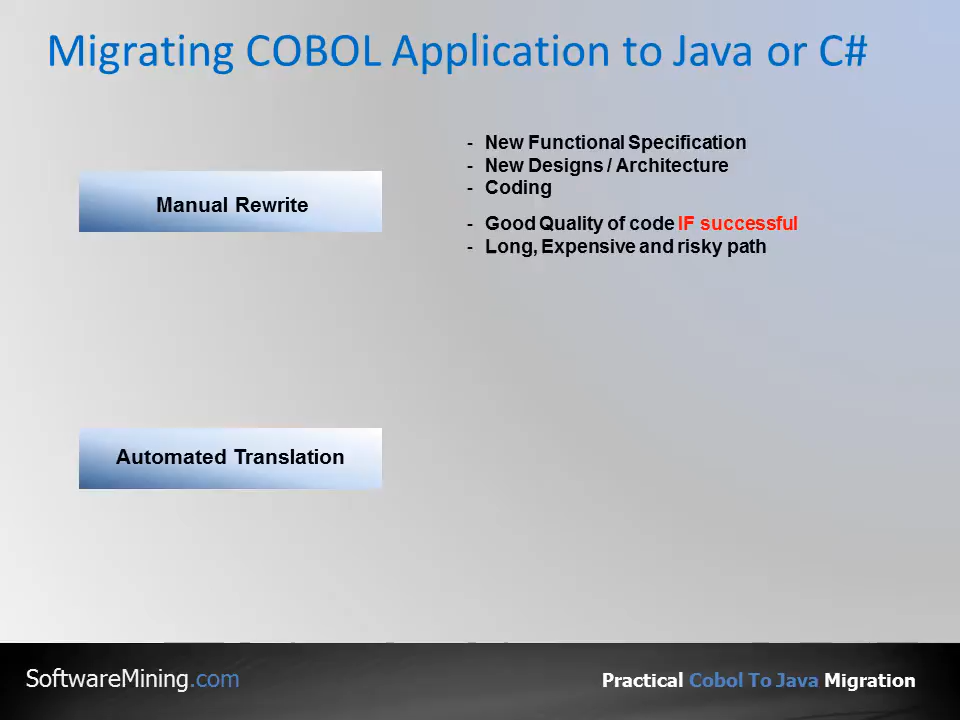 Migrating COBOL Application to Java or C#
Manual Rewrite
- New Functional Specification
- New Designs / Architecture
- Coding
- Good Quality of code IF successful
- Long, Expensive and risky path
Automated Translation
SoftwareMining.com
Practical Cobol To Java Migration